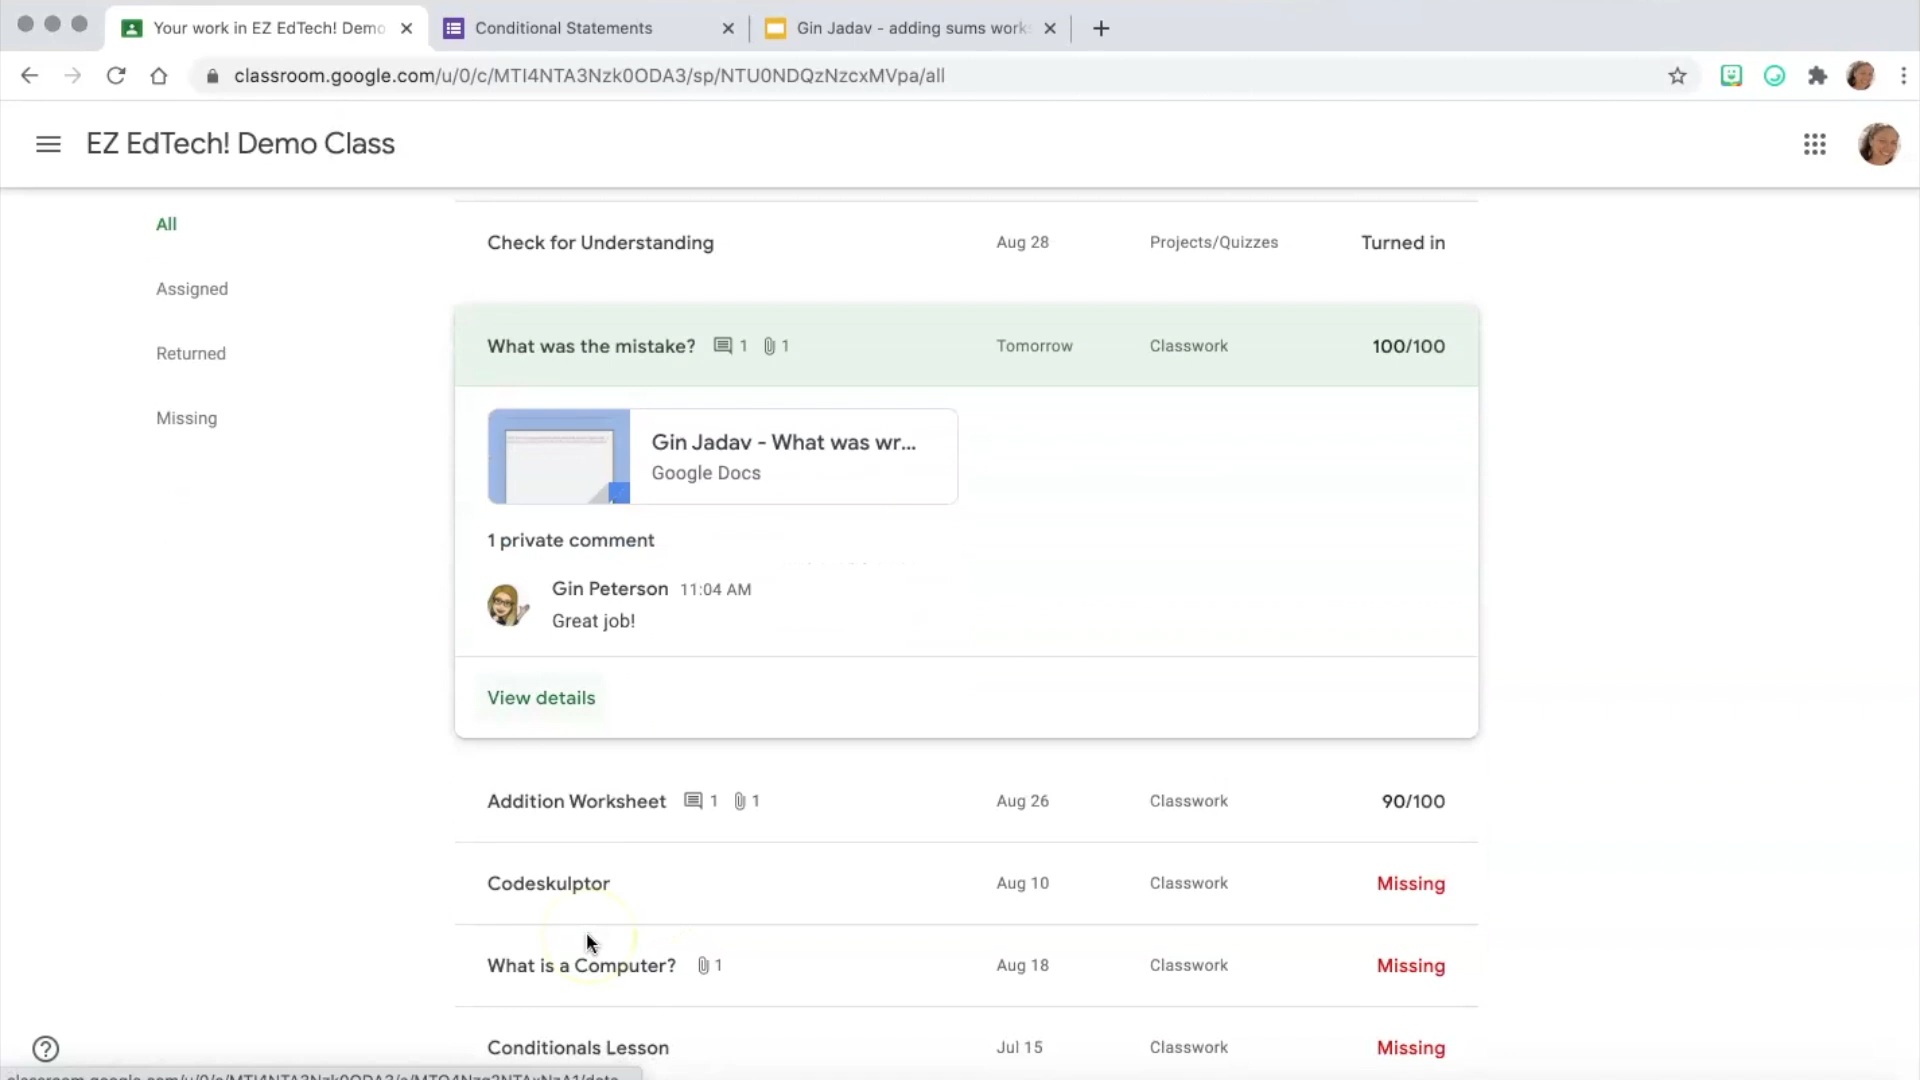 Your work in EZ EdTech! Demo
Conditional Statements
Gin Jadav - adding sums works
classroom.google.com/u/0/c/MTI4NTA3Nzk0ODA3/sp/NTU0NDQzNzcxMVpa/all
EZ EdTech! Demo Class
All
Assigned
Returned
Missing
Check for Understanding Aug 28 Projects/Quizzes Turned in
What was the mistake? 1 1 Tomorrow Classwork 100/100
Gin Jadav - What was wr...
Google Docs
1 private comment
Gin Peterson 11:04 AM
Great job!
View details
Addition Worksheet 1 1 Aug 26 Classwork 90/100
Codeskulptor Aug 10 Classwork Missing
What is a Computer? 1 Aug 18 Classwork Missing
Conditionals Lesson Jul 15 Classwork Missing